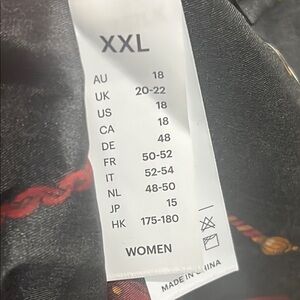 XXL
AU 18
UK 20-22
US 18
CA 18
DE 48
FR 50-52
IT 52-54
NL 48-50
JP 15
HK 175-180
WOMEN
MADE IN CHINA